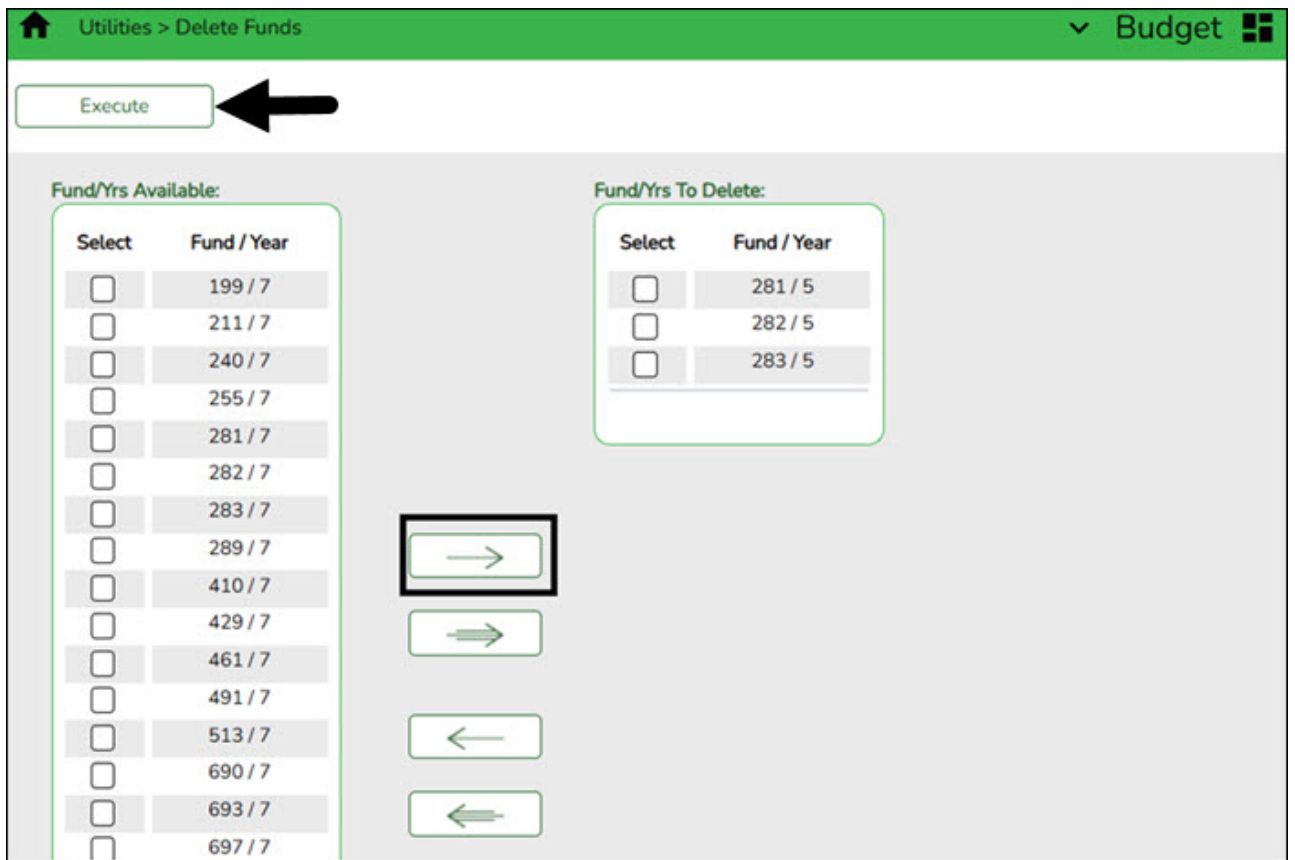 Utilities > Delete Funds
Budget
Execute
Fund/Yrs Available:
Select Fund / Year
199 / 7
211 / 7
240 / 7
255 / 7
281 / 7
282 / 7
283 / 7
289 / 7
410 / 7
429 / 7
461 / 7
491 / 7
513 / 7
690 / 7
693 / 7
697 / 7
Fund/Yrs To Delete:
Select Fund / Year
281 / 5
282 / 5
283 / 5